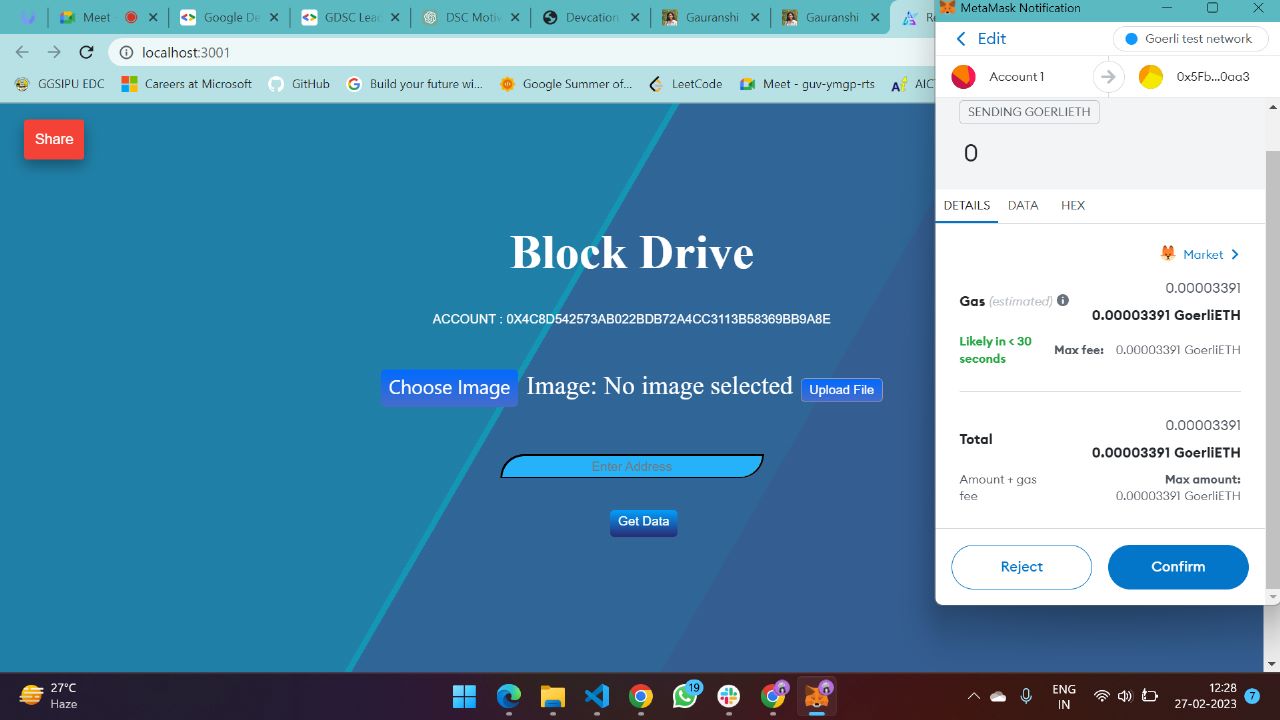 Meet -
Google De
GDSC Lead
DSC Motiv
Devcation
Gauranshi
Gauranshi
Re
localhost:3001
GGSIPU EDC
Careers at Microsoft
GitHub
Build your future wi...
Google Summer of...
LeetCode
Meet - guv-ymgp-rts
AICT
Share
Block Drive
ACCOUNT : 0X4C8D542573AB022BDB72A4CC3113B58369BB9A8E
Choose Image
Image: No image selected
Upload File
Enter Address
Get Data
MetaMask Notification
Edit
Goerli test network
Account 1
0x5Fb...0aa3
SENDING GOERLIETH
0
DETAILS
DATA
HEX
Market
0.00003391
Gas (estimated)
0.00003391 GoerliETH
Likely in < 30
seconds
Max fee:
0.00003391 GoerliETH
0.00003391
Total
0.00003391 GoerliETH
Amount + gas
fee
Max amount:
0.00003391 GoerliETH
Reject
Confirm
27°C
Haze
19
ENG
IN
12:28
27-02-2023
7